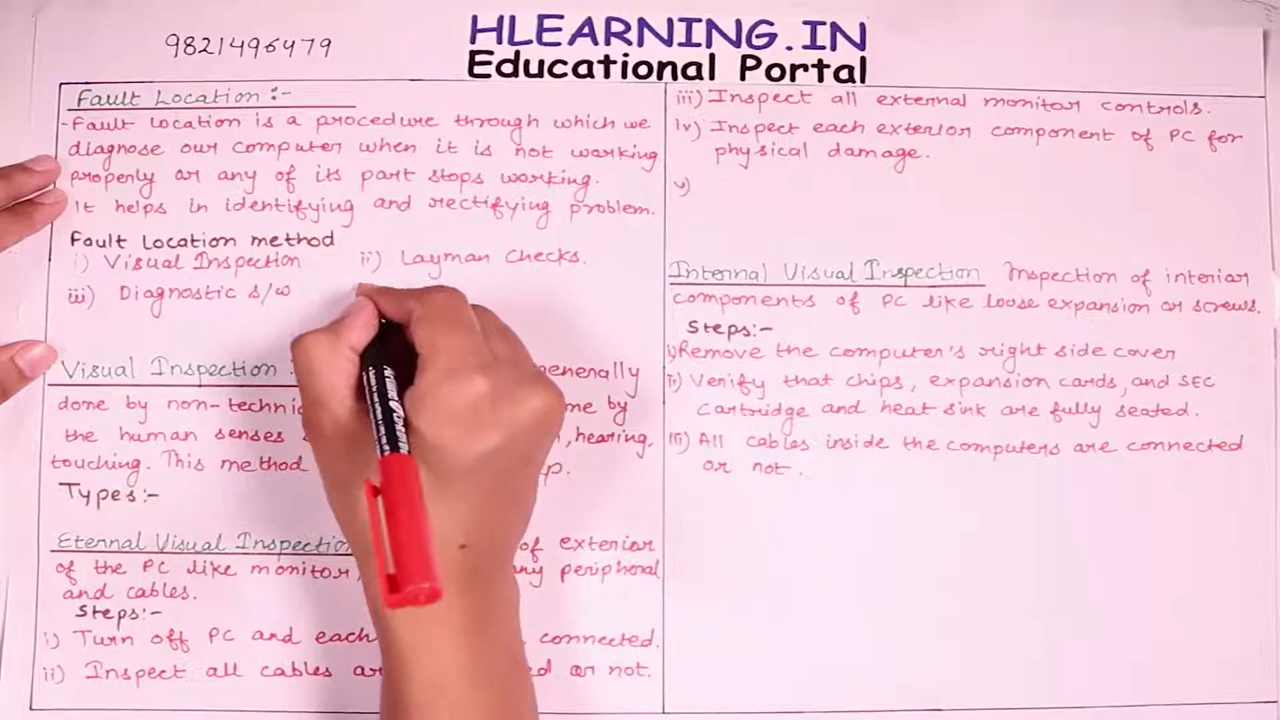 9821496479
HLEARNING.IN
Educational Portal
Fault Location :-
-Fault Location is a procedure through which we
diagnose our computer when it is not working
properly or any of its part stops working.
It helps in identifying and rectifying problem.
Fault Location method
i) Visual Inspection ii) Layman Checks.
iii) Diagnostic s/w
Visual Inspection generally
done by non-techni me by
the human senses , hearing,
touching. This method p.
Types:-
Eternal Visual Inspection of exterior
of the PC like monitor, ny peripheral
and cables.
Steps:-
i) Turn off PC and each connected.
ii) Inspect all cables ar d or not.
iii) Inspect all external monitor controls.
iv) Inspect each exterior component of PC for
physical damage.
v)
Internal Visual Inspection Inspection of interior
components of PC like loose expansion or screws.
Steps:-
i) Remove the computer's right side cover
ii) Verify that chips, expansion cards, and SEC
Cartridge and heat sink are fully seated.
iii) All cables inside the computers are connected
or not.